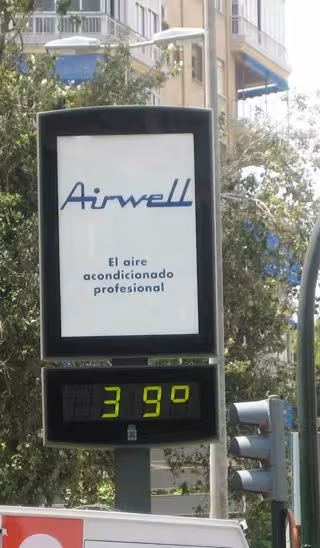 Airwell
El aire
acondicionado
profesional
39º